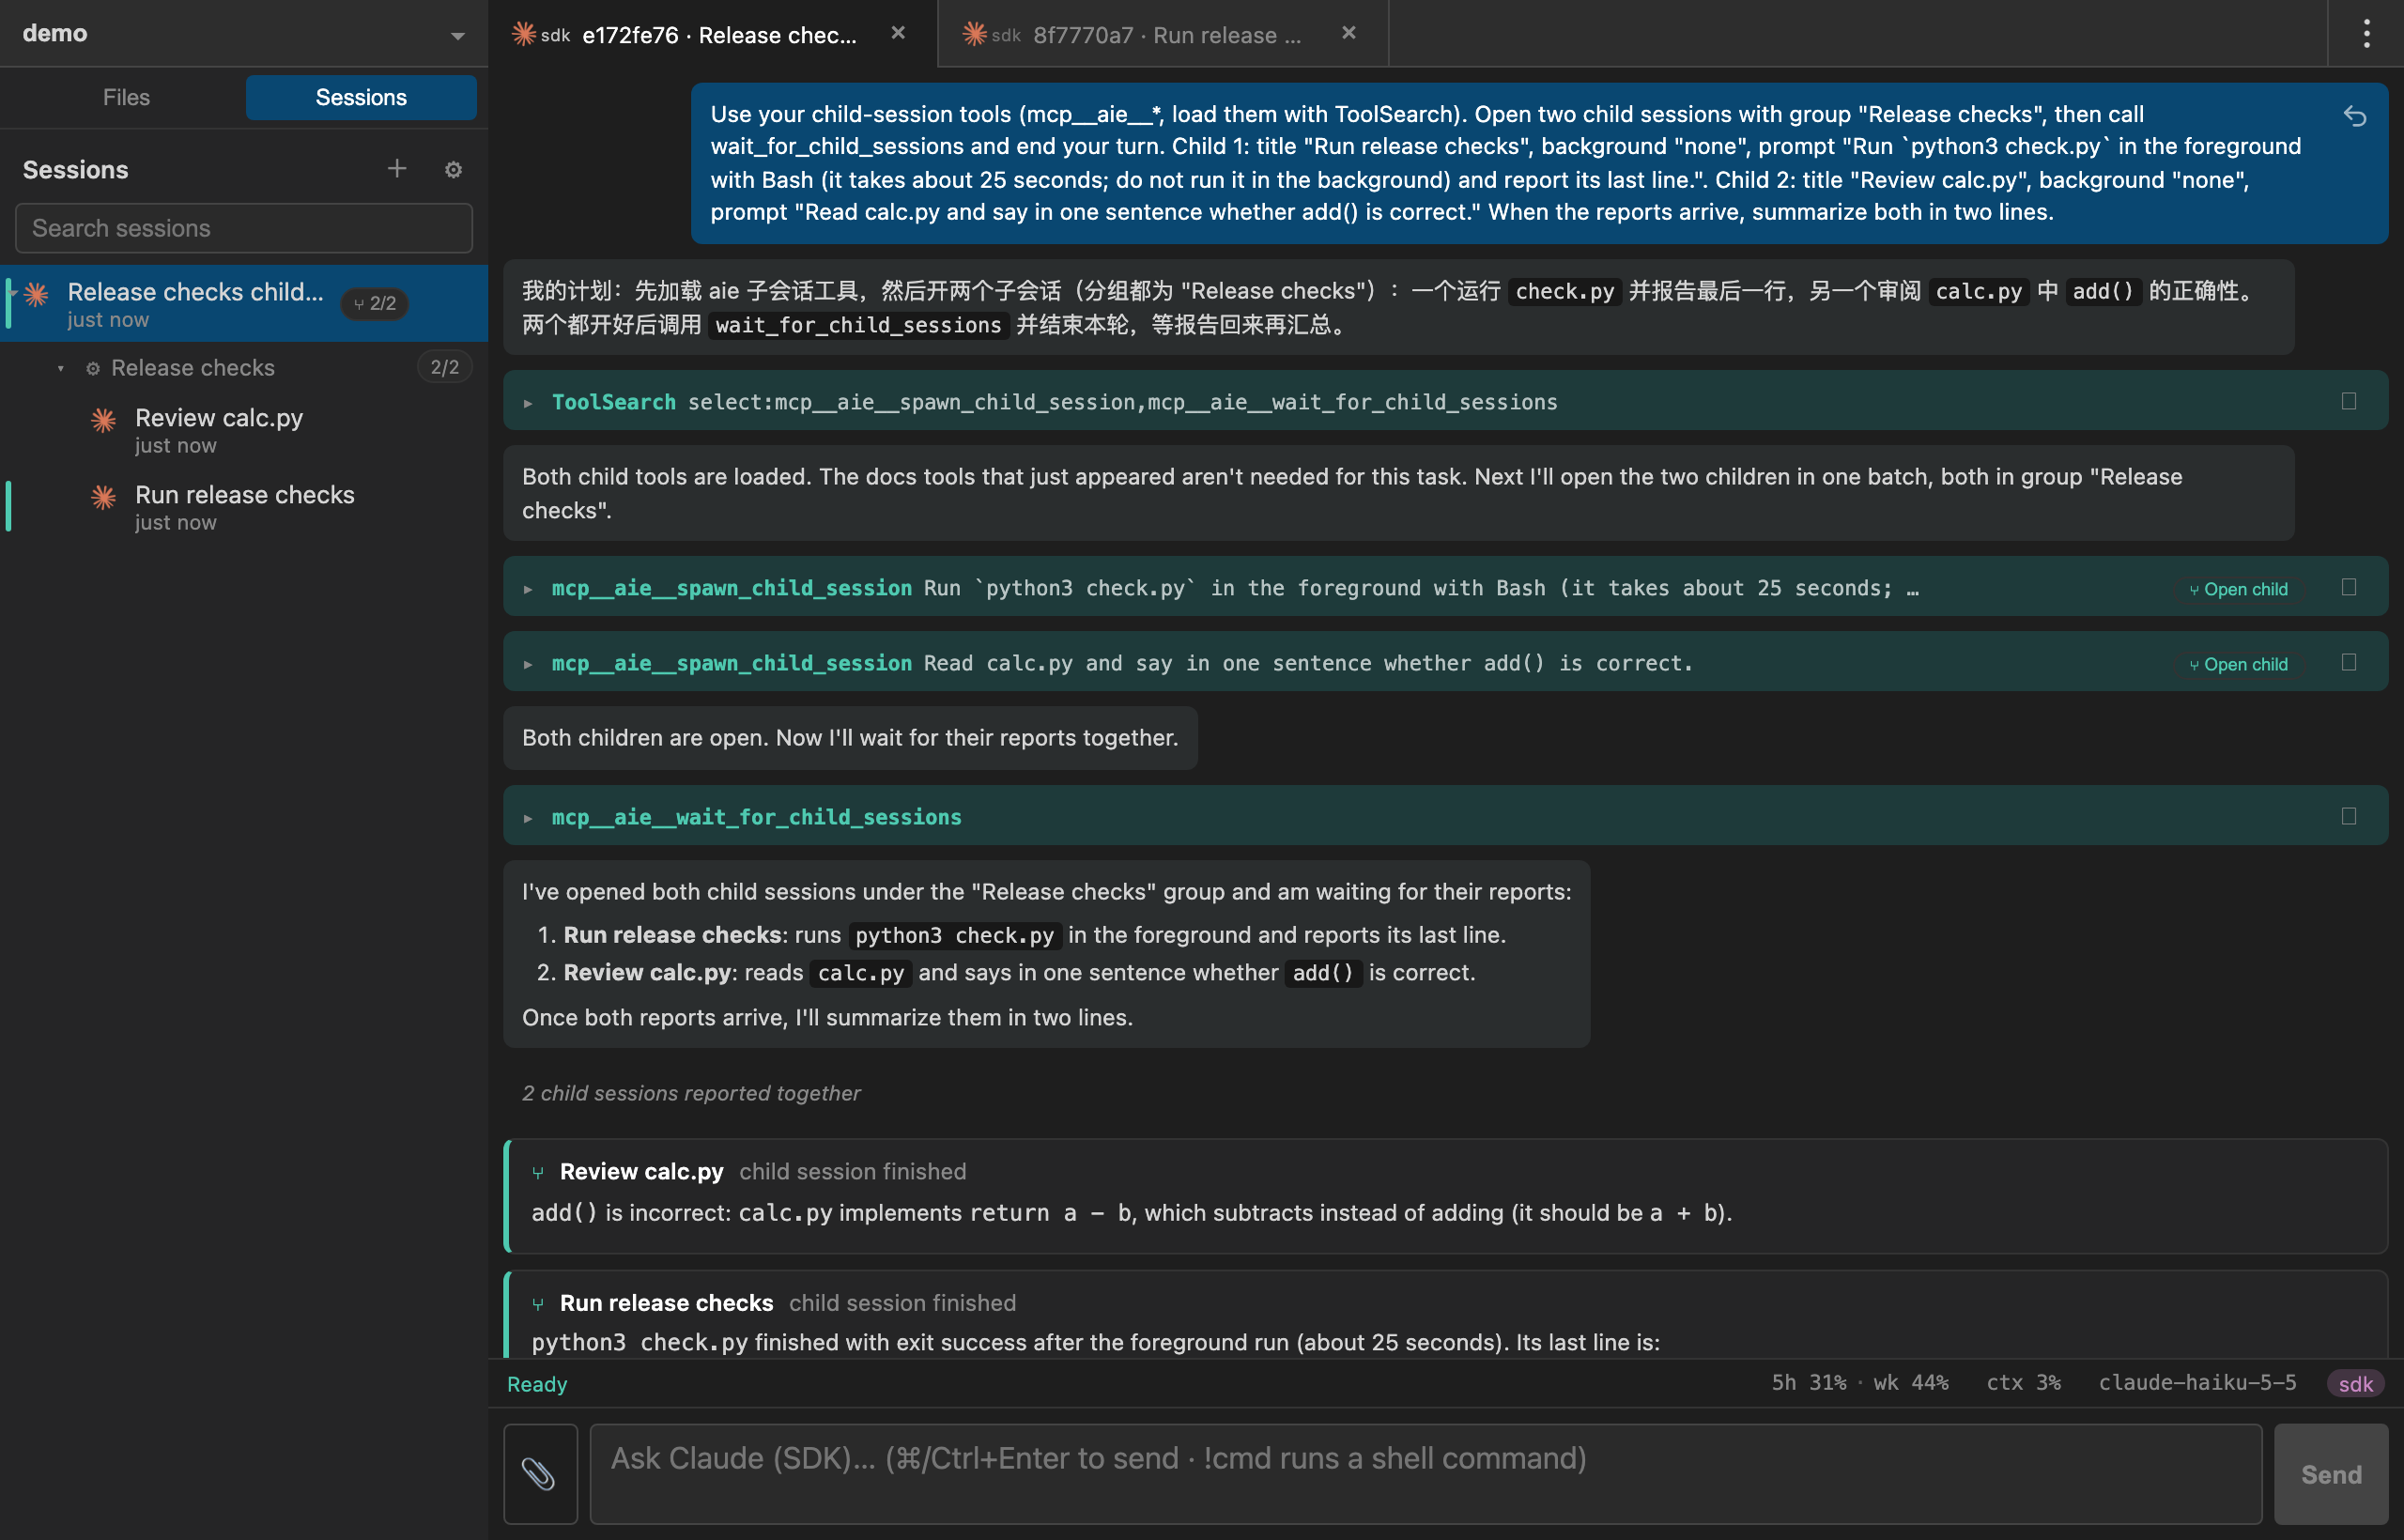 demo
Files
Sessions
Sessions
Search sessions
Release checks child...
2/2
just now
Release checks
2/2
Review calc.py
just now
Run release checks
just now
sdk e172fe76 · Release chec...
sdk 8f7770a7 · Run release ...
Use your child-session tools (mcp__aie__*, load them with ToolSearch). Open two child sessions with group "Release checks", then call
wait_for_child_sessions and end your turn. Child 1: title "Run release checks", background "none", prompt "Run `python3 check.py` in the foreground
with Bash (it takes about 25 seconds; do not run it in the background) and report its last line.". Child 2: title "Review calc.py", background "none",
prompt "Read calc.py and say in one sentence whether add() is correct." When the reports arrive, summarize both in two lines.
我的计划：先加载 aie 子会话工具，然后开两个子会话（分组都为 "Release checks"）：一个运行 check.py 并报告最后一行，另一个审阅 calc.py 中 add() 的正确性。
两个都开好后调用 wait_for_child_sessions 并结束本轮，等报告回来再汇总。
ToolSearch select:mcp__aie__spawn_child_session,mcp__aie__wait_for_child_sessions
Both child tools are loaded. The docs tools that just appeared aren't needed for this task. Next I'll open the two children in one batch, both in group "Release
checks".
mcp__aie__spawn_child_session Run `python3 check.py` in the foreground with Bash (it takes about 25 seconds; …
Open child
mcp__aie__spawn_child_session Read calc.py and say in one sentence whether add() is correct.
Open child
Both children are open. Now I'll wait for their reports together.
mcp__aie__wait_for_child_sessions
I've opened both child sessions under the "Release checks" group and am waiting for their reports:
1. Run release checks: runs python3 check.py in the foreground and reports its last line.
2. Review calc.py: reads calc.py and says in one sentence whether add() is correct.
Once both reports arrive, I'll summarize them in two lines.
2 child sessions reported together
Review calc.py child session finished
add() is incorrect: calc.py implements return a - b, which subtracts instead of adding (it should be a + b).
Run release checks child session finished
python3 check.py finished with exit success after the foreground run (about 25 seconds). Its last line is:
Ready
5h 31% · wk 44% ctx 3% claude-haiku-5-5 sdk
Ask Claude (SDK)... (⌘/Ctrl+Enter to send · !cmd runs a shell command)
Send